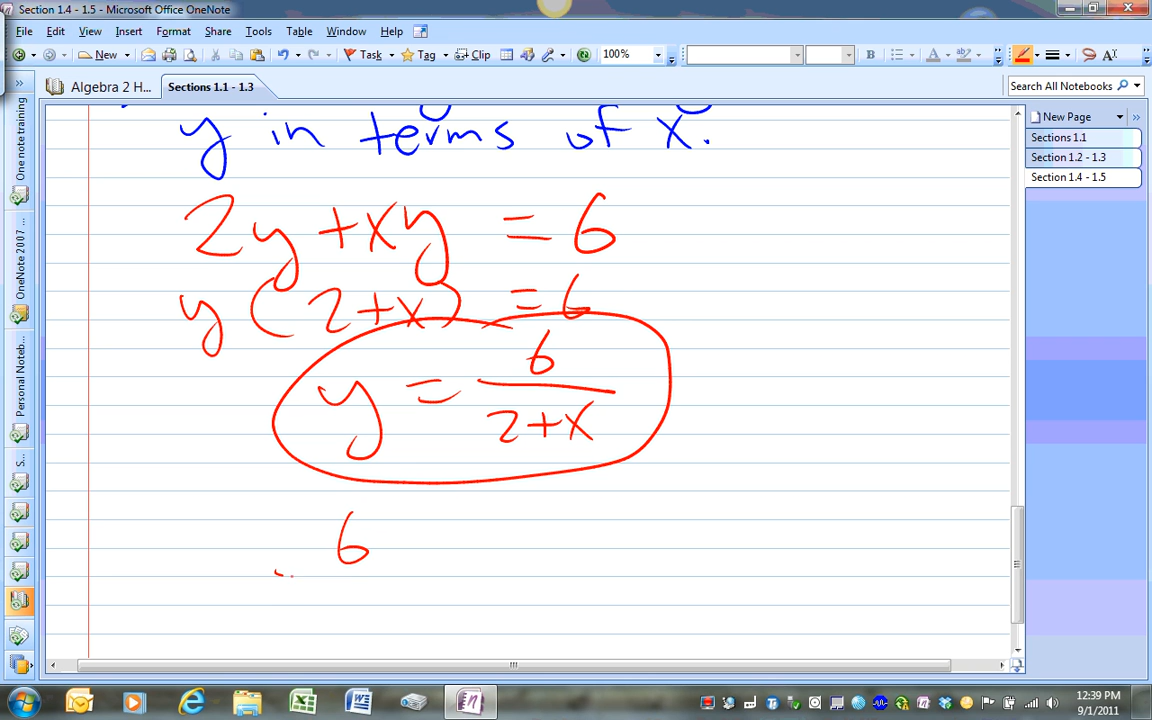 Section 1.4 - 1.5 - Microsoft Office OneNote
File Edit View Insert Format Share Tools Table Window Help
New Task Tag Clip 100% B
Algebra 2 H... Sections 1.1 - 1.3
Search All Notebooks
New Page
Sections 1.1
Section 1.2 - 1.3
Section 1.4 - 1.5
One note training
OneNote 2007 ...
Personal Noteb...
S...
y in terms of x.
2y+xy = 6
y(2+x) = 6
y = 6/(2+x)
6
12:39 PM
9/1/2011